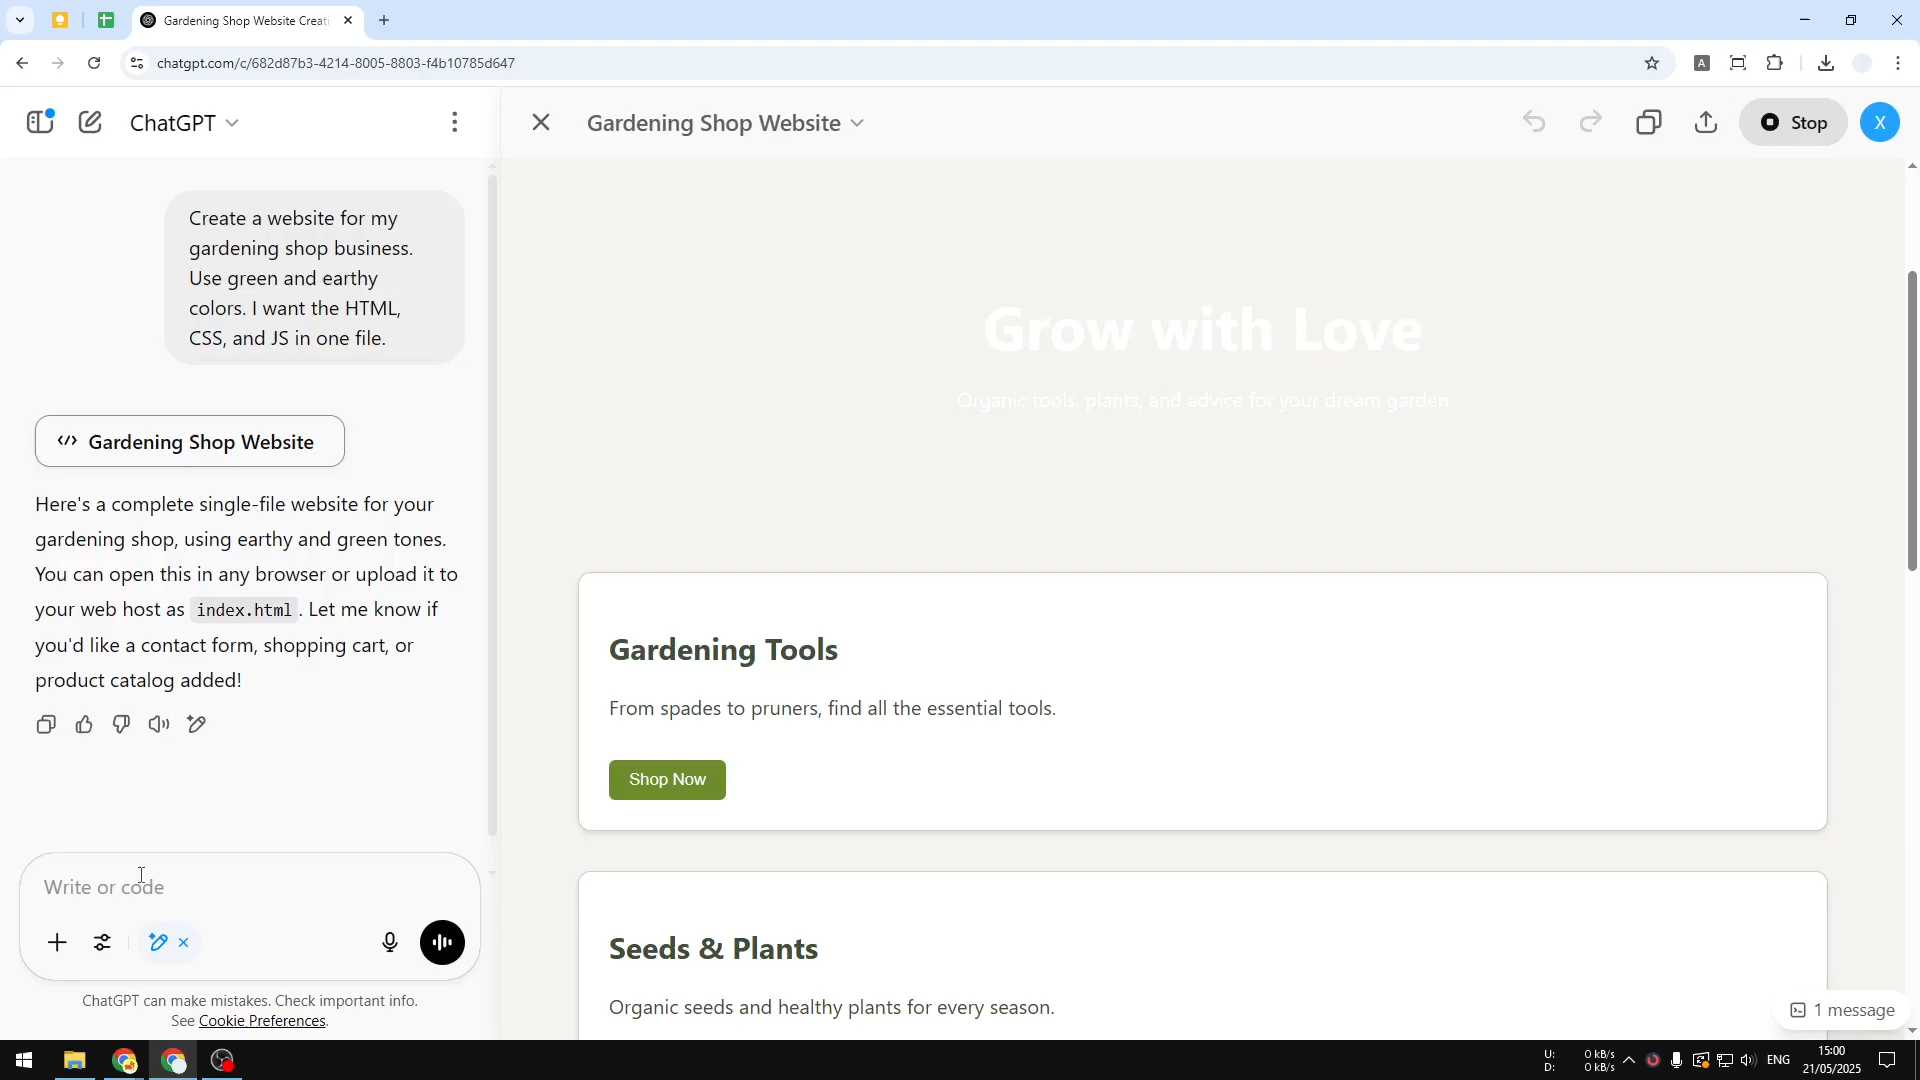 Gardening Shop Website Creati
chatgpt.com/c/682d87b3-4214-8005-8803-f4b10785d647
A
ChatGPT
Gardening Shop Website
Stop
X
Create a website for my
gardening shop business.
Use green and earthy
colors. I want the HTML,
CSS, and JS in one file.
Gardening Shop Website
Here's a complete single-file website for your
gardening shop, using earthy and green tones.
You can open this in any browser or upload it to
your web host as index.html. Let me know if
you'd like a contact form, shopping cart, or
product catalog added!
Write or code
ChatGPT can make mistakes. Check important info.
See Cookie Preferences.
Grow with Love
Organic tools, plants, and advice for your dream garden
Gardening Tools
From spades to pruners, find all the essential tools.
Shop Now
Seeds & Plants
Organic seeds and healthy plants for every season.
1 message
U: 0 kB/s
D: 0 kB/s
ENG
15:00
21/05/2025